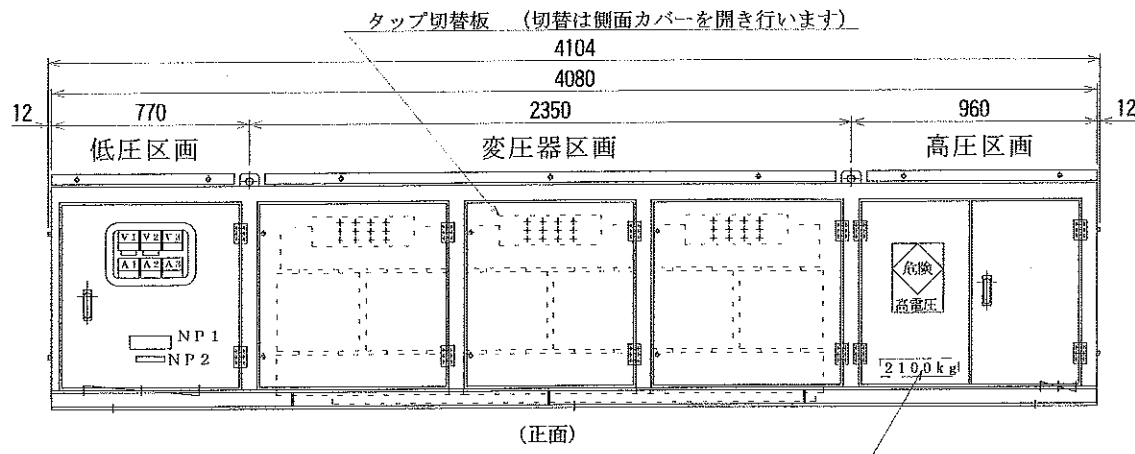 タップ切替板 （切替は側面カバーを開き行います）
4104
4080
12 770 2350 960 12
低圧区画 変圧器区画 高圧区画
V1 V2 V3
A1 A2 A3
危険
高電圧
NP1
NP2
2100kg
(正面)